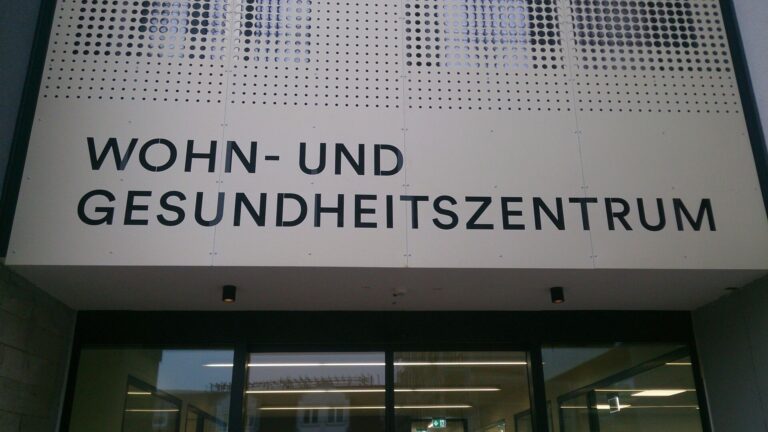 WOHN- UND
GESUNDHEITSZENTRUM